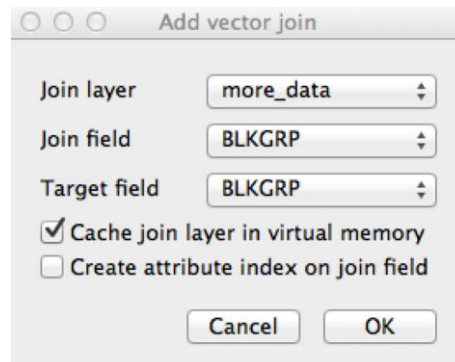 Add vector join
Join layer more_data
Join field BLKGRP
Target field BLKGRP
Cache join layer in virtual memory
Create attribute index on join field
Cancel OK